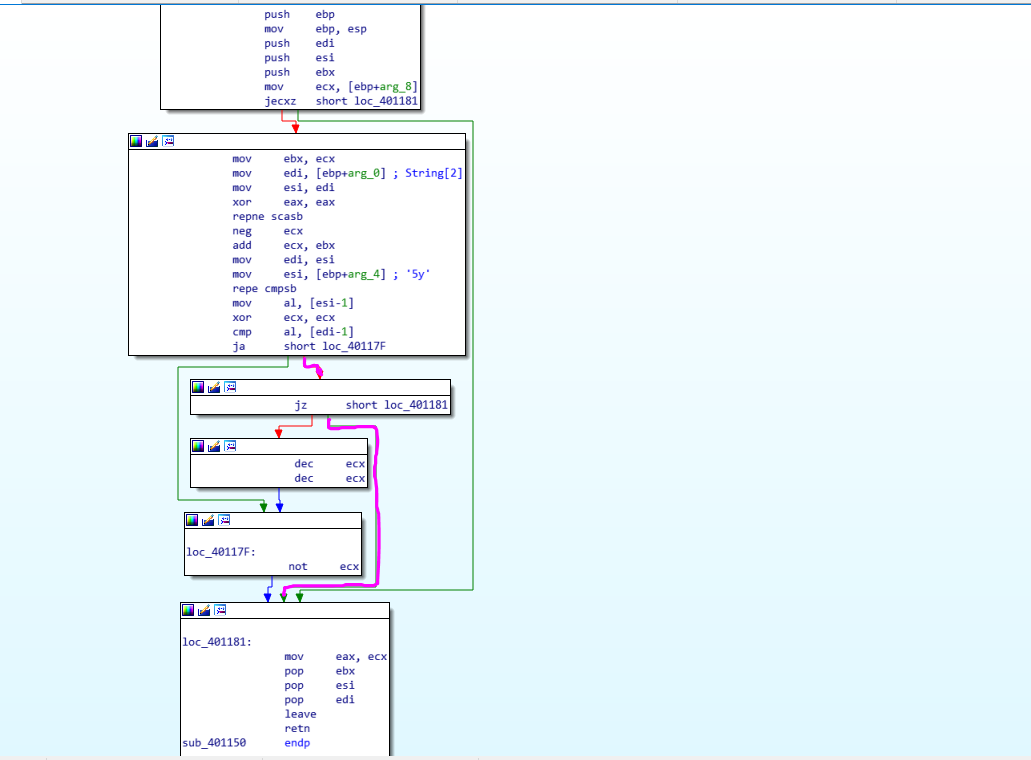 push ebp
mov ebp, esp
push edi
push esi
push ebx
mov ecx, [ebp+arg_8]
jecxz short loc_401181
mov ebx, ecx
mov edi, [ebp+arg_0] ; String[2]
mov esi, edi
xor eax, eax
repne scasb
neg ecx
add ecx, ebx
mov edi, esi
mov esi, [ebp+arg_4] ; '5y'
repe cmpsb
mov al, [esi-1]
xor ecx, ecx
cmp al, [edi-1]
ja short loc_40117F
jz short loc_401181
dec ecx
dec ecx
loc_40117F:
not ecx
loc_401181:
mov eax, ecx
pop ebx
pop esi
pop edi
leave
retn
sub_401150 endp